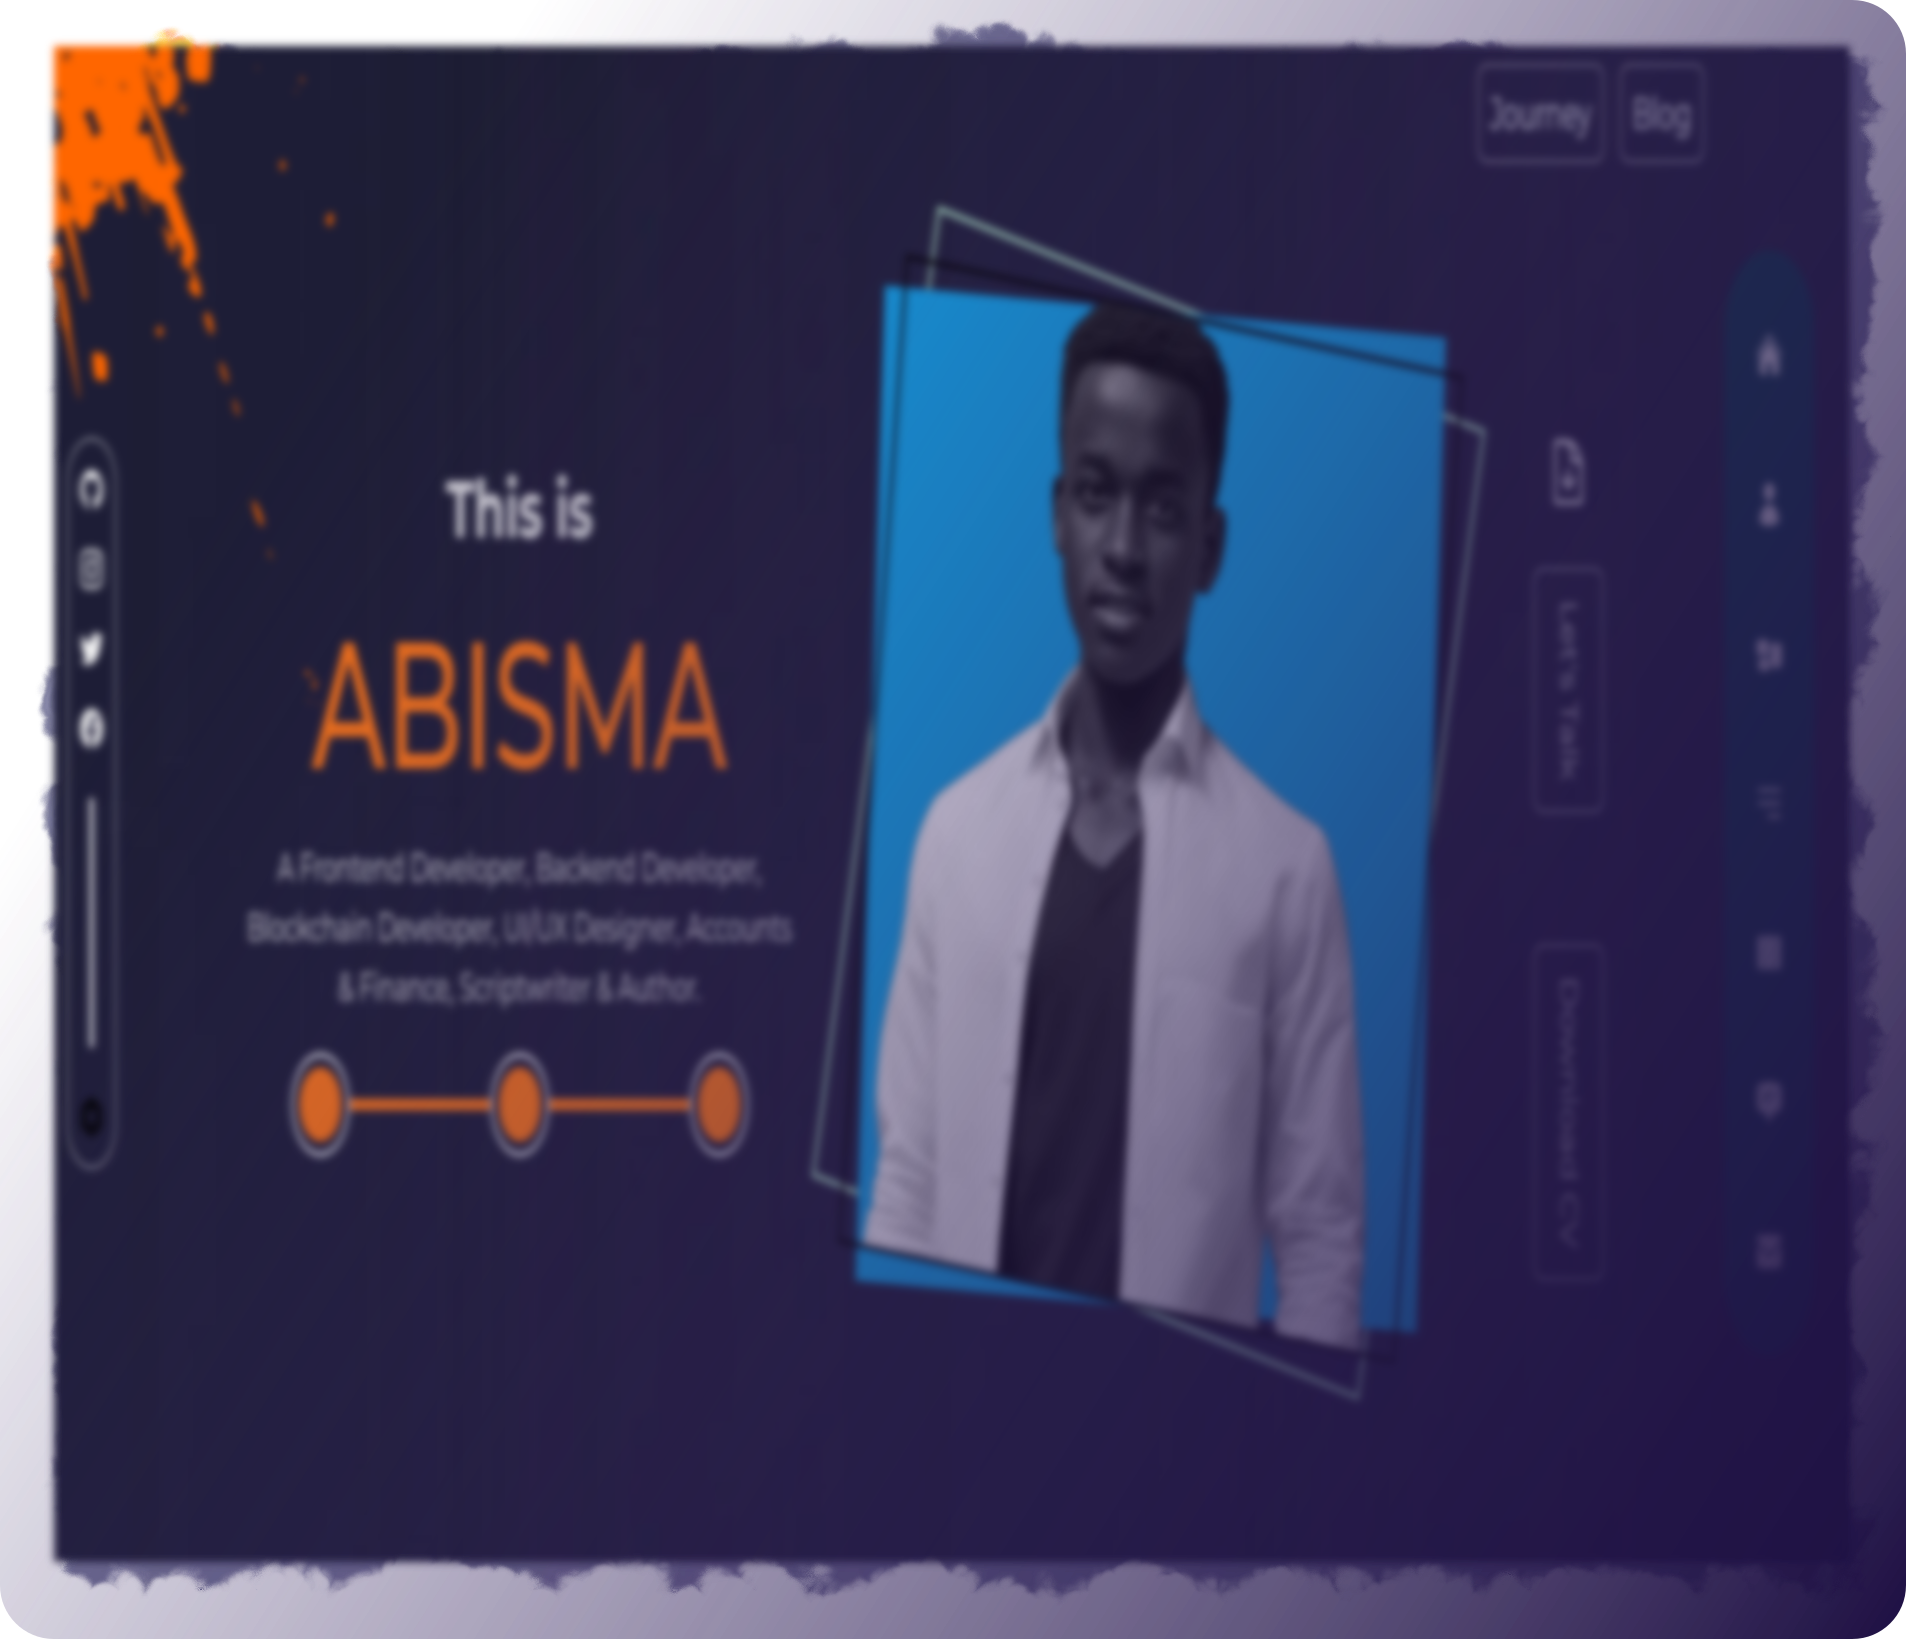 Journey
Blog
This is
ABISMA
A Frontend Developer, Backend Developer,
Blockchain Developer, UI/UX Designer, Accounts
& Finance, Scriptwriter & Author.
Let's Talk
Download CV